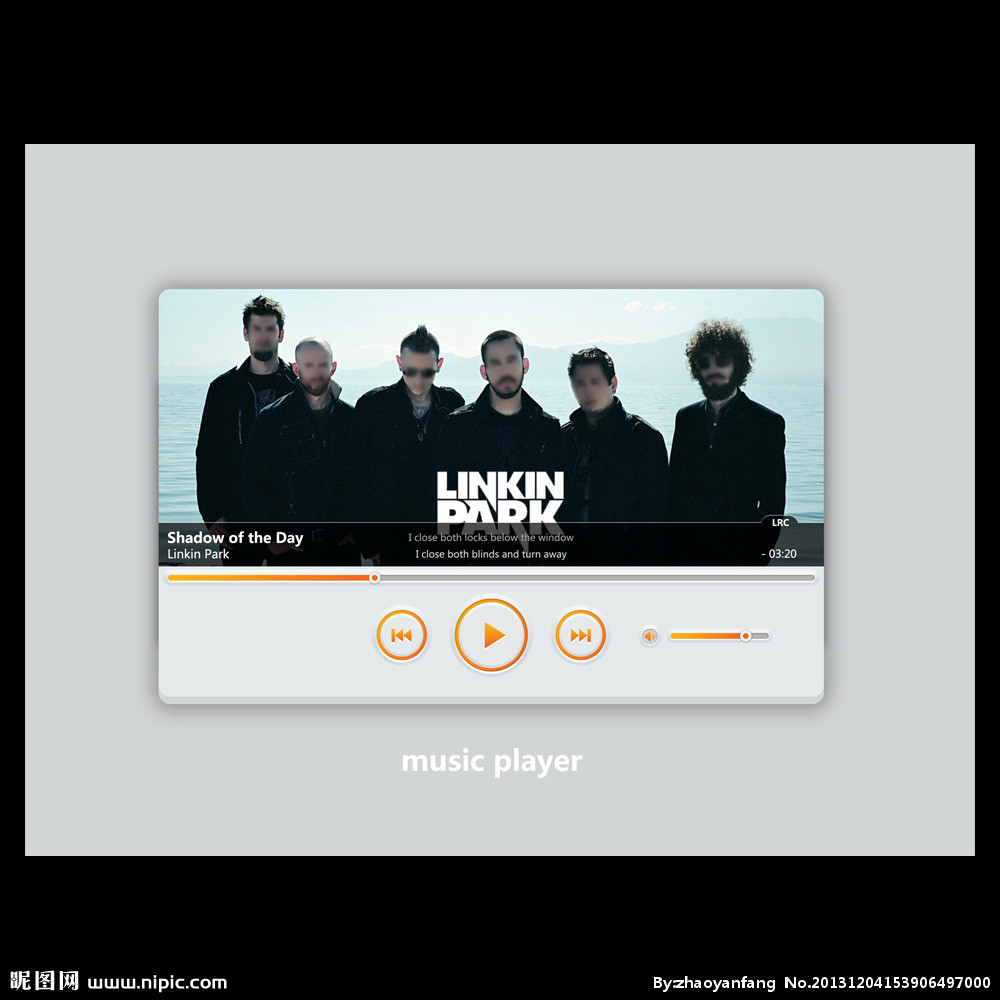 LINKIN
PARK
LRC
Shadow of the Day
I close both locks below the window
Linkin Park
I close both blinds and turn away
- 03:20
music player
昵图网 www.nipic.com
By:zhaoyanfang No.20131204153906497000